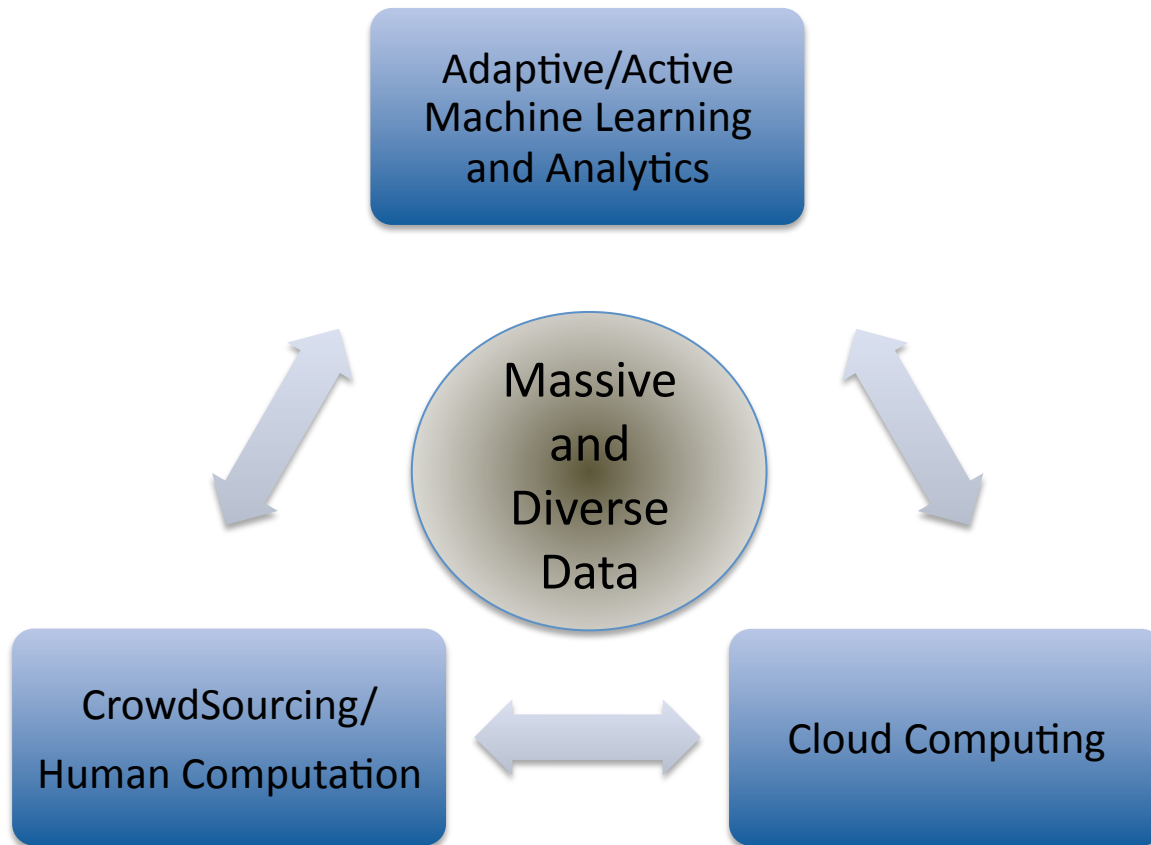 Adaptive/Active
Machine Learning
and Analytics
Massive
and
Diverse
Data
CrowdSourcing/
Human Computation
Cloud Computing